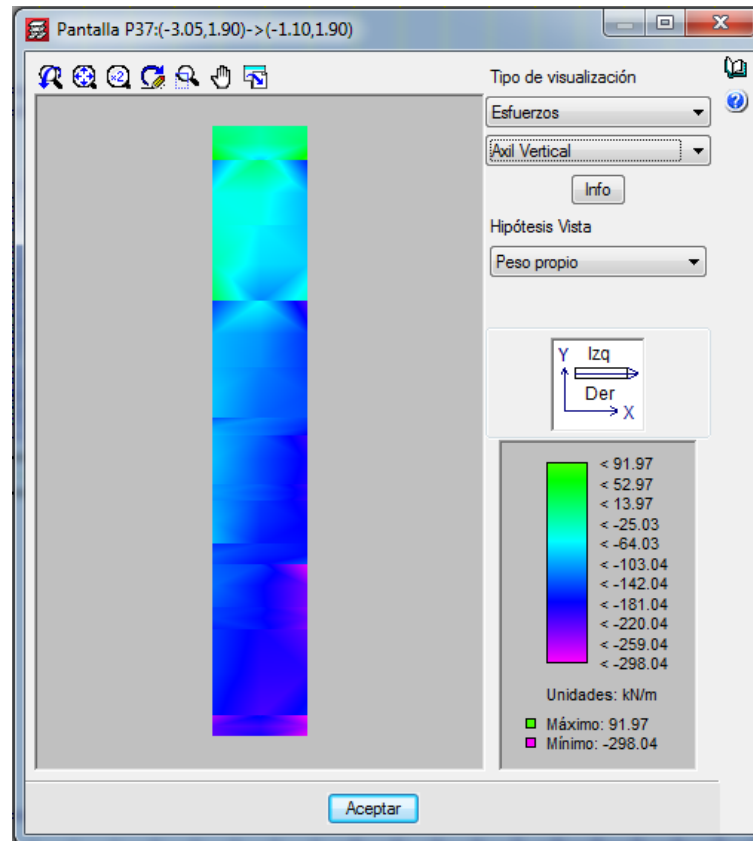 Pantalla P37:(-3.05,1.90)->(-1.10,1.90)
x2
Tipo de visualización
Esfuerzos
Axil Vertical
Info
Hipótesis Vista
Peso propio
Y Izq
Der
X
< 91.97
< 52.97
< 13.97
< -25.03
< -64.03
< -103.04
< -142.04
< -181.04
< -220.04
< -259.04
< -298.04
Unidades: kN/m
Máximo: 91.97
Mínimo: -298.04
Aceptar